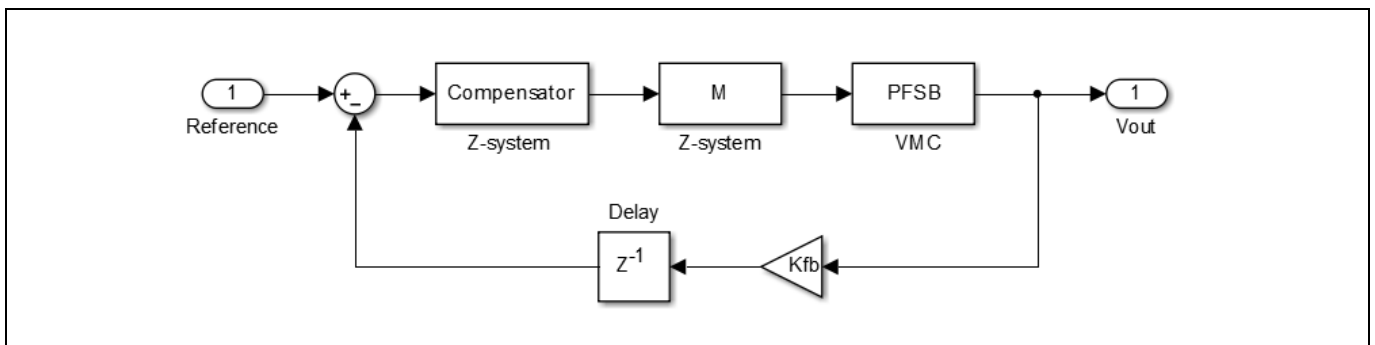 1
Reference
+
-
Compensator
Z-system
M
Z-system
PFSB
VMC
1
Vout
Delay
Z-1
Kfb